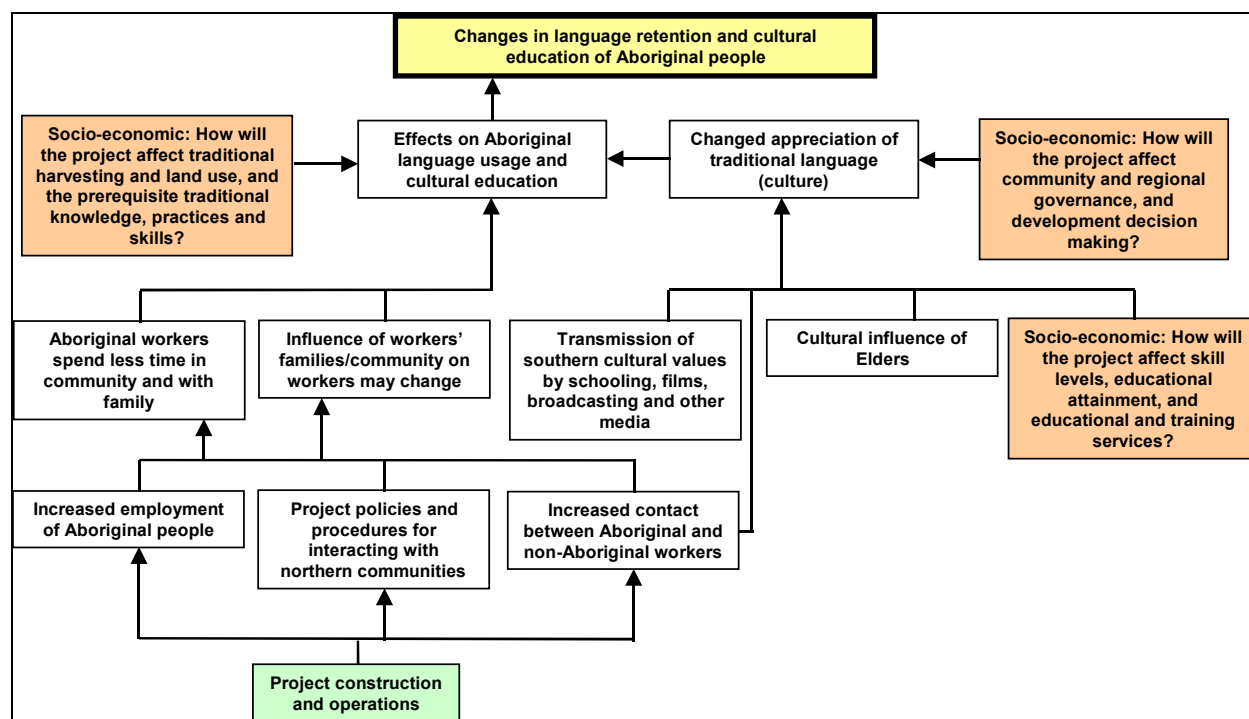 Changes in language retention and cultural
education of Aboriginal people
Socio-economic: How will
the project affect traditional
harvesting and land use, and
the prerequisite traditional
knowledge, practices and
skills?
Effects on Aboriginal
language usage and
cultural education
Changed appreciation of
traditional language
(culture)
Socio-economic: How will
the project affect
community and regional
governance, and
development decision
making?
Aboriginal workers
spend less time in
community and with
family
Influence of workers’
families/community on
workers may change
Transmission of
southern cultural values
by schooling, films,
broadcasting and other
media
Cultural influence of
Elders
Socio-economic: How will
the project affect skill
levels, educational
attainment, and
educational and training
services?
Increased employment
of Aboriginal people
Project policies and
procedures for
interacting with
northern communities
Increased contact
between Aboriginal and
non-Aboriginal workers
Project construction
and operations